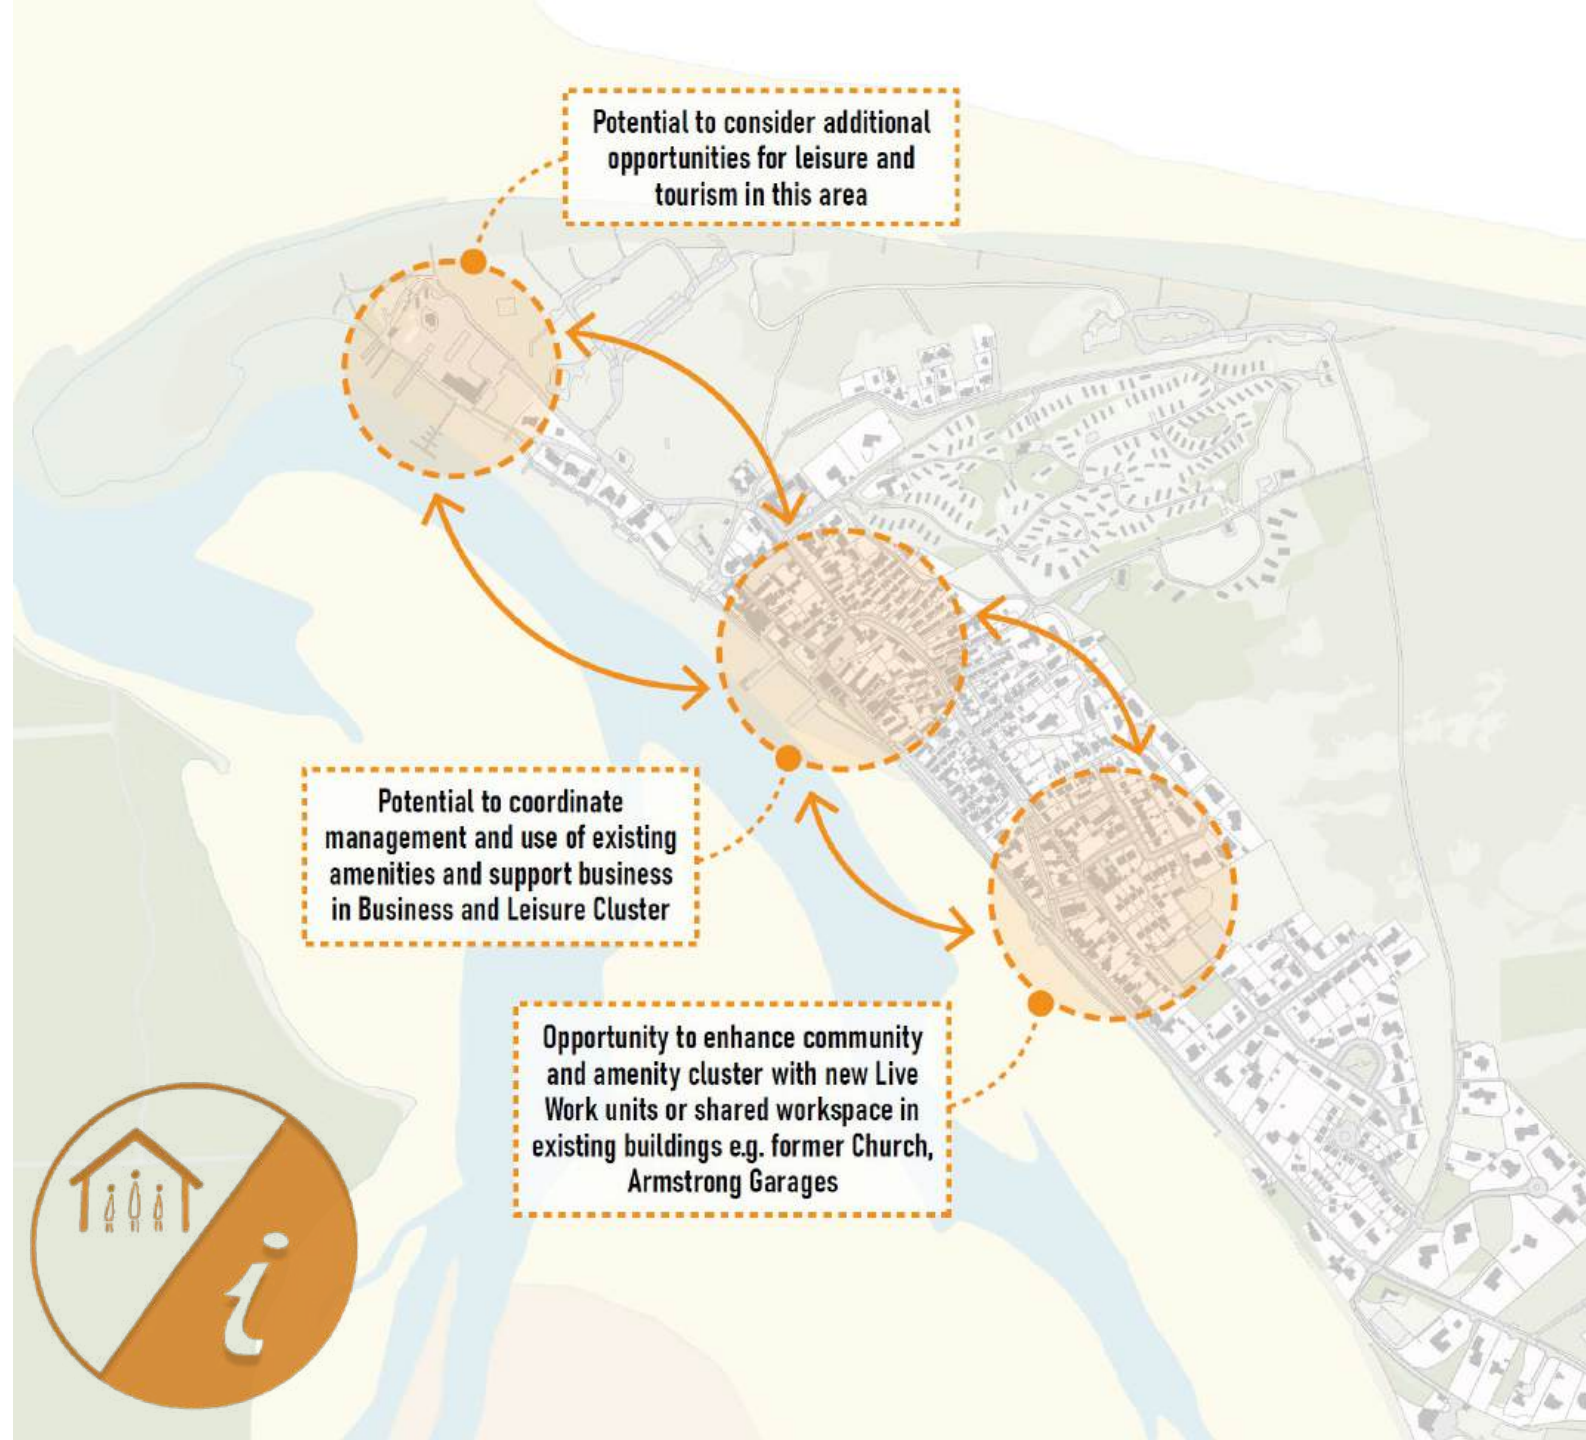 Potential to consider additional
opportunities for leisure and
tourism in this area
Potential to coordinate
management and use of existing
amenities and support business
in Business and Leisure Cluster
Opportunity to enhance community
and amenity cluster with new Live
Work units or shared workspace in
existing buildings e.g. former Church,
Armstrong Garages
i